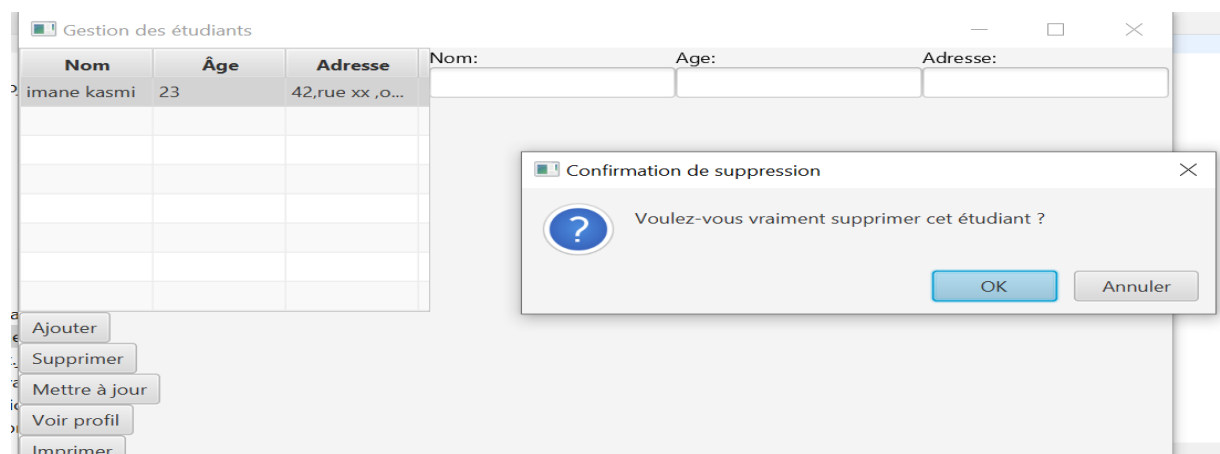 Gestion des étudiants
Nom Âge Adresse
Nom: Age: Adresse:
imane kasmi 23 42,rue xx ,o...
Confirmation de suppression
Voulez-vous vraiment supprimer cet étudiant ?
OK Annuler
Ajouter
Supprimer
Mettre à jour
Voir profil
Imprimer